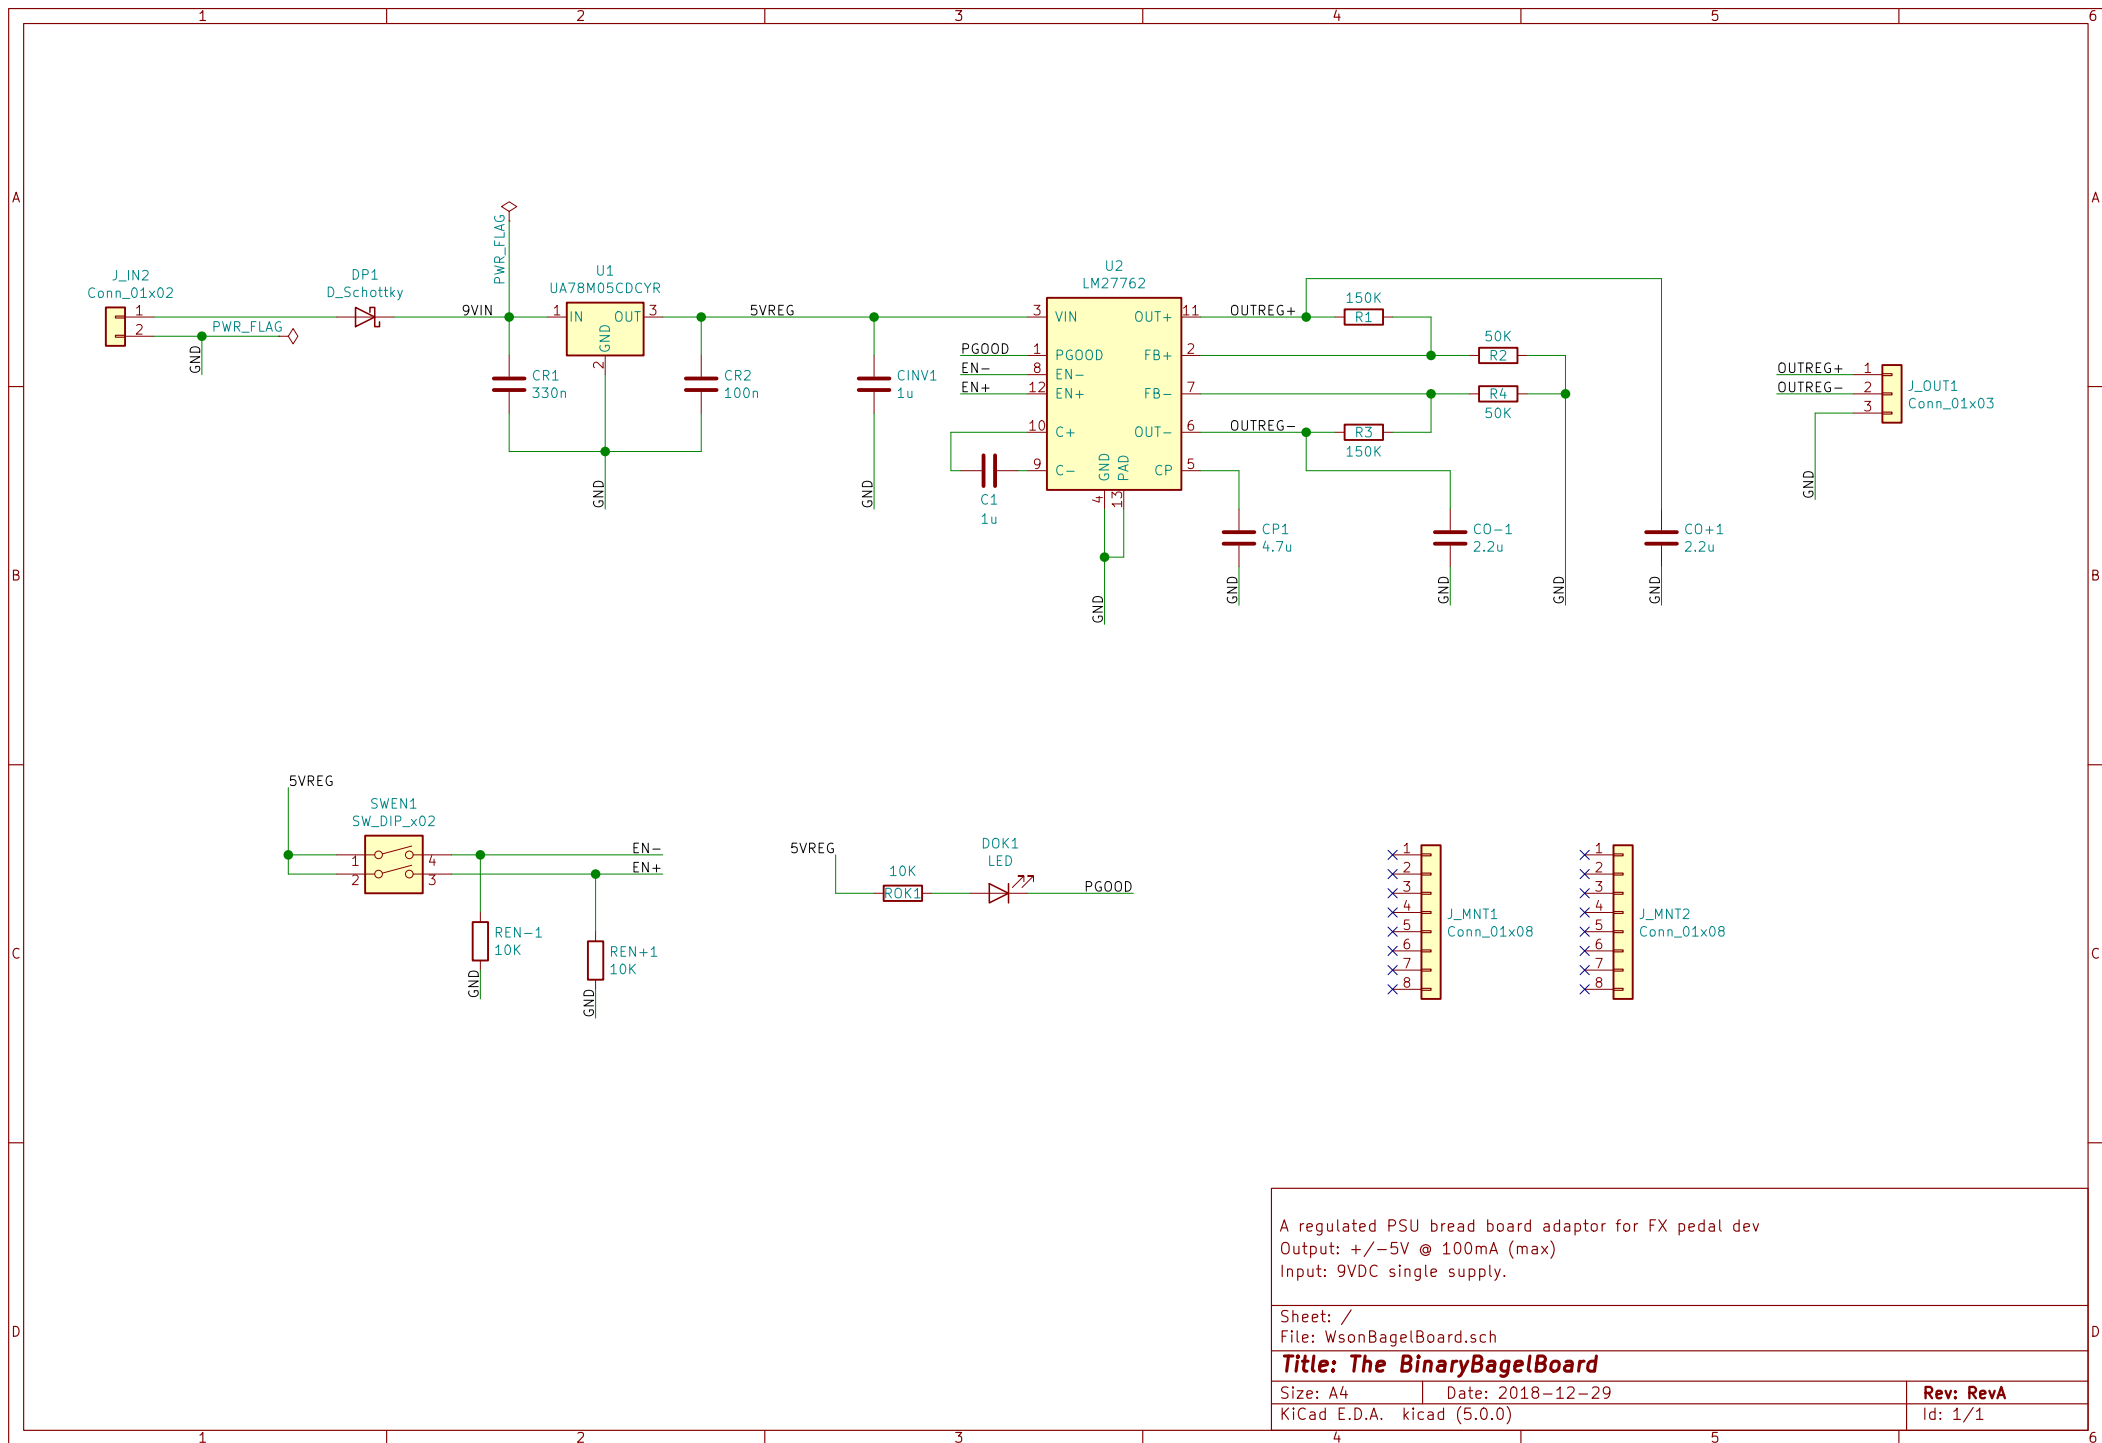 1 2 3 4 5 6
A A
B B
C C
D D
J_IN2
Conn_01x02
1
2
PWR_FLAG
GND
DP1
D_Schottky
9VIN
PWR_FLAG
U1
UA78M05CDCYR
1 IN OUT 3
GND
2
CR1
330n
CR2
100n
GND
5VREG
CINV1
1u
GND
U2
LM27762
3 VIN OUT+ 11
PGOOD 1 PGOOD FB+ 2
EN- 8 EN-
EN+ 12 EN+ FB- 7
10 C+ OUT- 6
9 C- GND PAD CP 5
4 13
C1
1u
GND
OUTREG+
150K
R1
50K
R2
R4
50K
OUTREG-
R3
150K
CP1
4.7u
GND
CO-1
2.2u
GND
GND
CO+1
2.2u
GND
OUTREG+ 1
OUTREG- 2
3
J_OUT1
Conn_01x03
GND
5VREG
SWEN1
SW_DIP_x02
1 4
2 3
EN-
EN+
REN-1
10K
GND
REN+1
10K
GND
5VREG
10K
ROK1
DOK1
LED
PGOOD
1
2
3
4
5
6
7
8
J_MNT1
Conn_01x08
1
2
3
4
5
6
7
8
J_MNT2
Conn_01x08
A regulated PSU bread board adaptor for FX pedal dev
Output: +/-5V @ 100mA (max)
Input: 9VDC single supply.
Sheet: /
File: WsonBagelBoard.sch
Title: The BinaryBagelBoard
Size: A4 Date: 2018-12-29 Rev: RevA
KiCad E.D.A. kicad (5.0.0) Id: 1/1
1 2 3 4 5 6